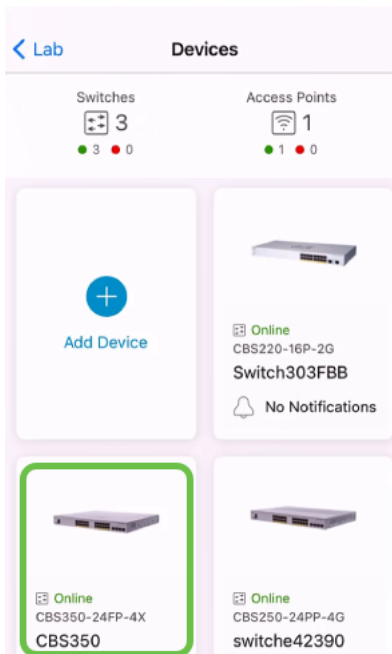 Lab
Devices
Switches
3
3 0
Access Points
1
1 0
Add Device
Online
CBS220-16P-2G
Switch303FBB
No Notifications
Online
CBS350-24FP-4X
CBS350
Online
CBS250-24PP-4G
switche42390